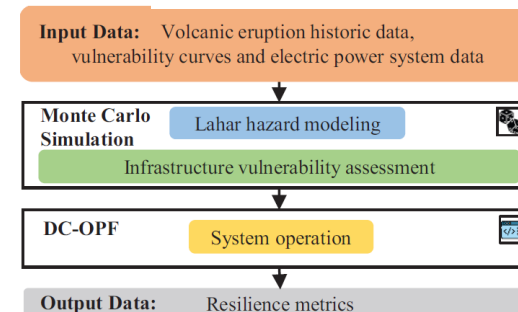 Input Data: Volcanic eruption historic data,
vulnerability curves and electric power system data
Monte Carlo
Simulation
Lahar hazard modeling
Infrastructure vulnerability assessment
DC-OPF
System operation
</>
Output Data: Resilience metrics